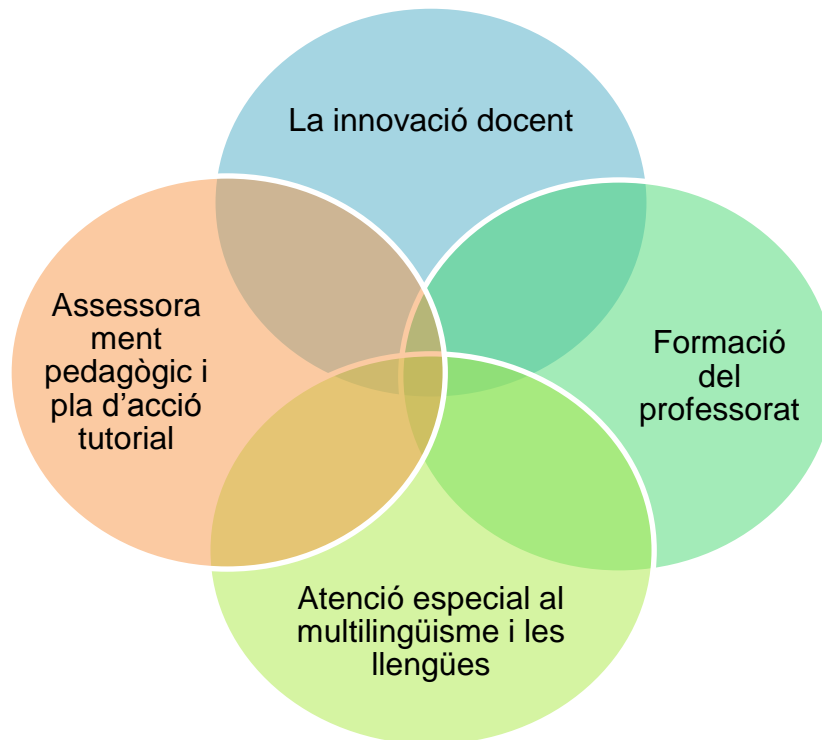 La innovació docent
Assessora
ment
pedagògic i
pla d’acció
tutorial
Formació
del
professorat
Atenció especial al
multilingüisme i les
llengües